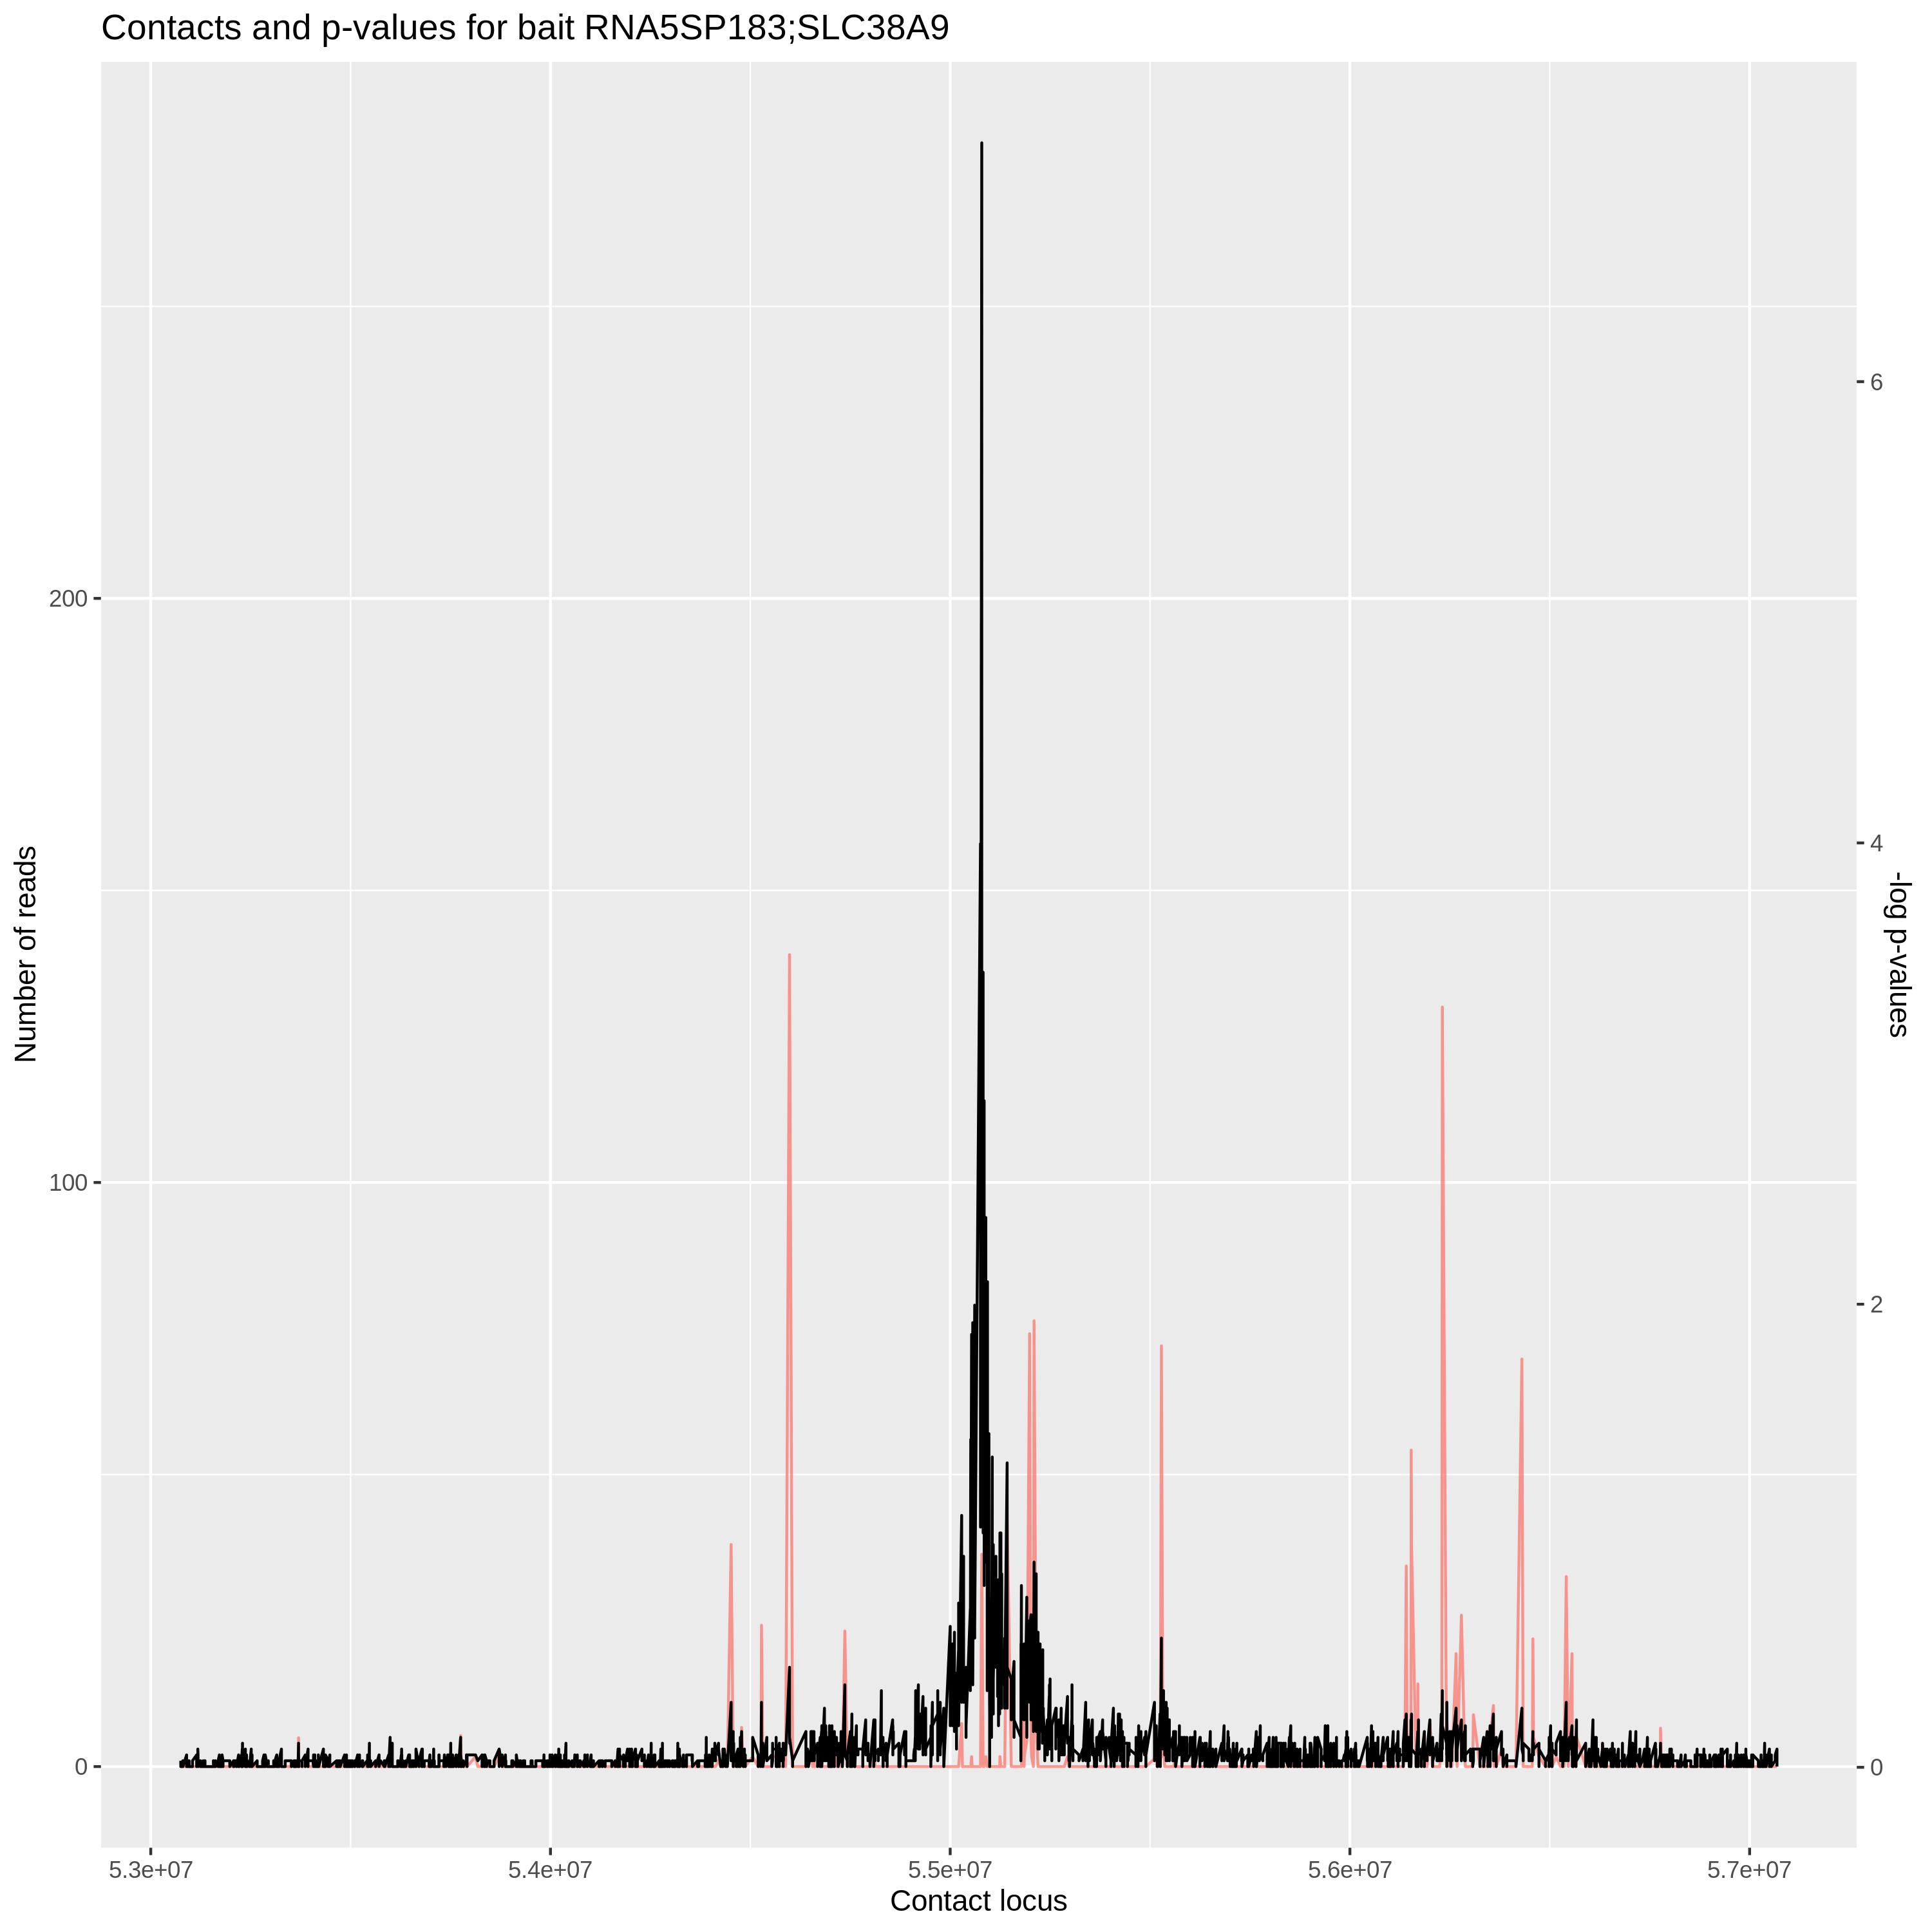 Contacts and p-values for bait RNA5SP183;SLC38A9
Number of reads
200
100
0
6
4
2
0
-log p-values
5.3e+07
5.4e+07
5.5e+07
5.6e+07
5.7e+07
Contact locus